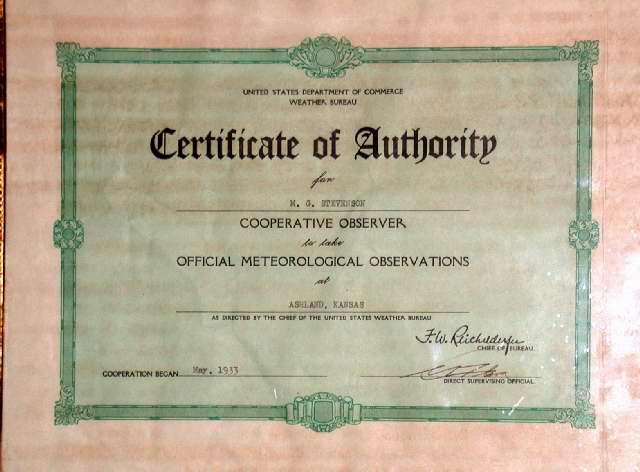 UNITED STATES DEPARTMENT OF COMMERCE
WEATHER BUREAU
Certificate of Authority
for
M. G. STEVENSON
COOPERATIVE OBSERVER
to take
OFFICIAL METEOROLOGICAL OBSERVATIONS
at
ASHLAND, KANSAS
AS DIRECTED BY THE CHIEF OF THE UNITED STATES WEATHER BUREAU
F.W. Reichelderfer
CHIEF OF BUREAU
COOPERATION BEGAN May. 1933
DIRECT SUPERVISING OFFICIAL